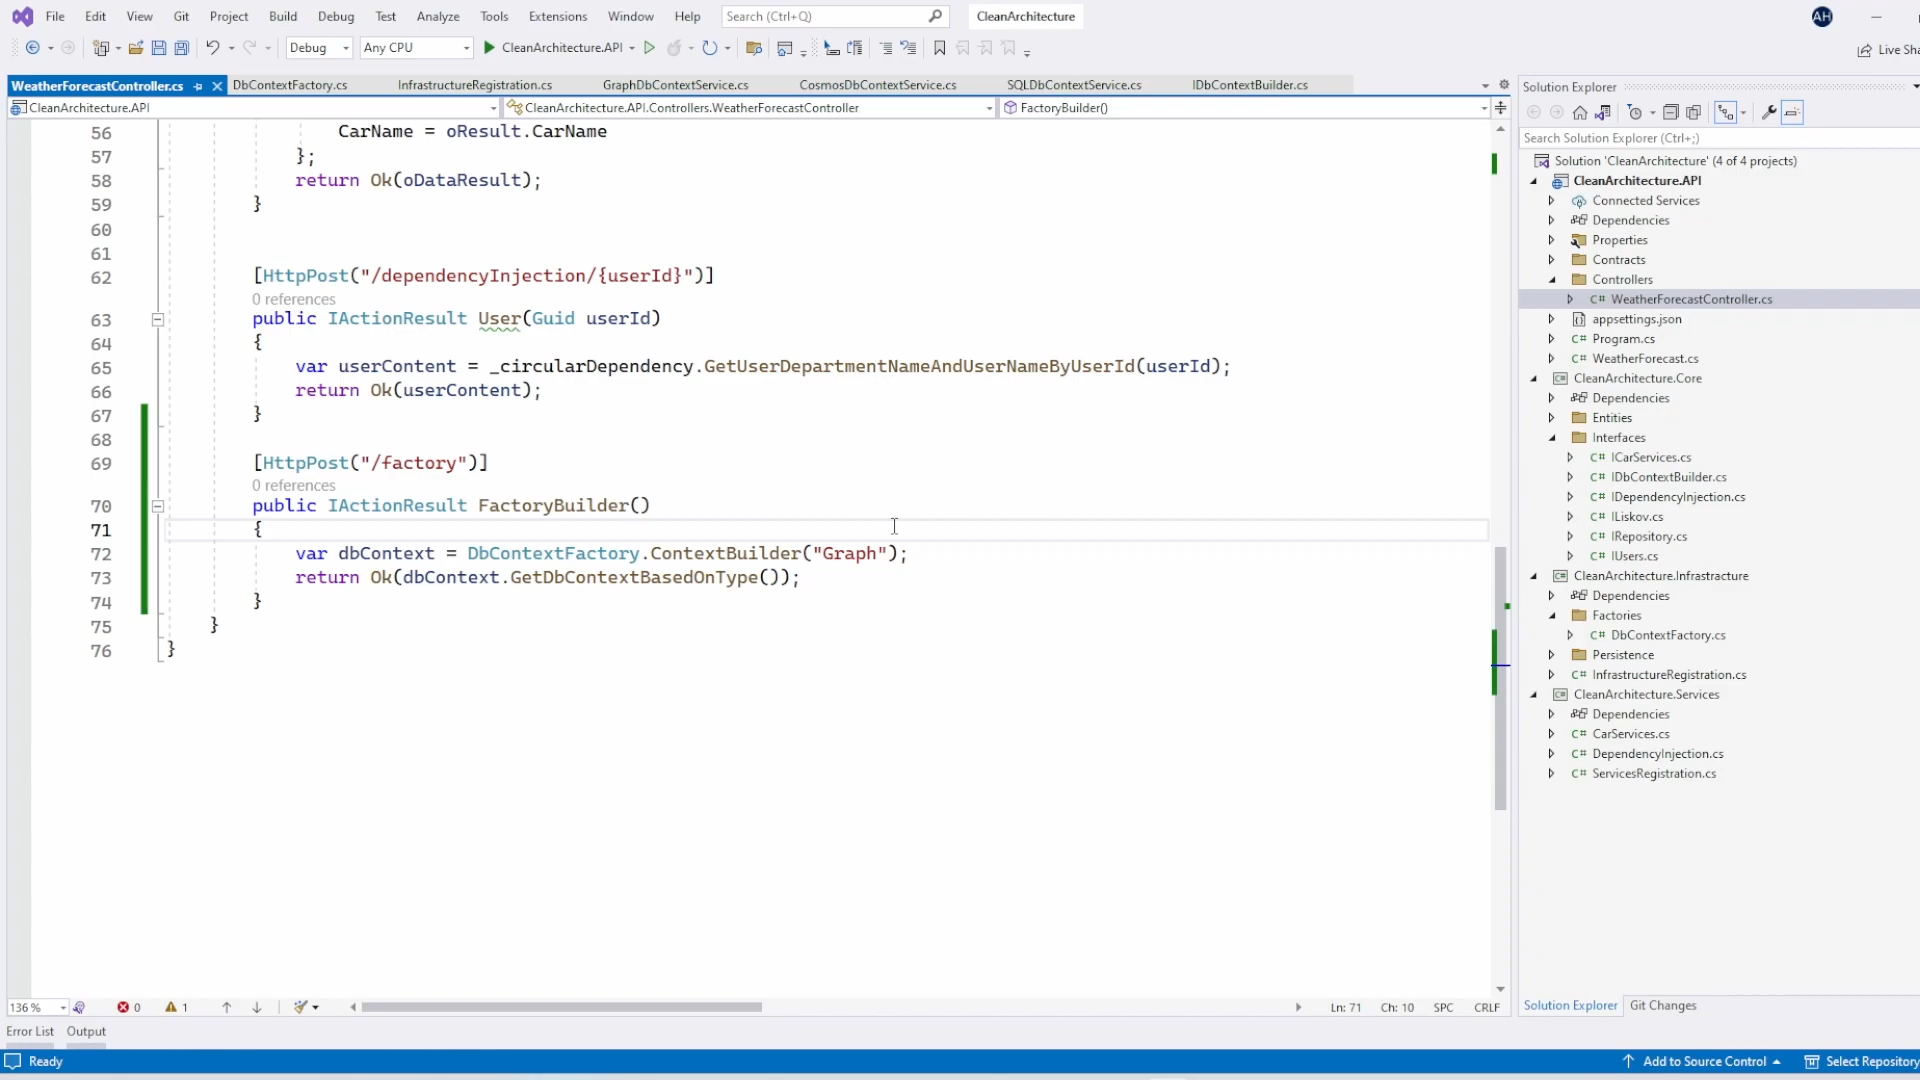 File Edit View Git Project Build Debug Test Analyze Tools Extensions Window Help Search (Ctrl+Q) CleanArchitecture AH
Debug Any CPU CleanArchitecture.API Live Sha
WeatherForecastController.cs DbContextFactory.cs InfrastructureRegistration.cs GraphDbContextService.cs CosmosDbContextService.cs SQLDbContextService.cs IDbContextBuilder.cs
CleanArchitecture.API CleanArchitecture.API.Controllers.WeatherForecastController FactoryBuilder()
56 CarName = oResult.CarName
57 };
58 return Ok(oDataResult);
59 }
60
61
62 [HttpPost("/dependencyInjection/{userId}")]
0 references
63 public IActionResult User(Guid userId)
64 {
65 var userContent = _circularDependency.GetUserDepartmentNameAndUserNameByUserId(userId);
66 return Ok(userContent);
67 }
68
69 [HttpPost("/factory")]
0 references
70 public IActionResult FactoryBuilder()
71 {
72 var dbContext = DbContextFactory.ContextBuilder("Graph");
73 return Ok(dbContext.GetDbContextBasedOnType());
74 }
75 }
76 }
136 % 0 1 Ln: 71 Ch: 10 SPC CRLF
Error List Output
Ready Add to Source Control Select Repository
Solution Explorer
Search Solution Explorer (Ctrl+;)
Solution 'CleanArchitecture' (4 of 4 projects)
CleanArchitecture.API
Connected Services
Dependencies
Properties
Contracts
Controllers
C# WeatherForecastController.cs
appsettings.json
C# Program.cs
C# WeatherForecast.cs
CleanArchitecture.Core
Dependencies
Entities
Interfaces
C# ICarServices.cs
C# IDbContextBuilder.cs
C# IDependencyInjection.cs
C# ILiskov.cs
C# IRepository.cs
C# IUsers.cs
CleanArchitecture.Infrastracture
Dependencies
Factories
C# DbContextFactory.cs
Persistence
C# InfrastructureRegistration.cs
CleanArchitecture.Services
Dependencies
C# CarServices.cs
C# DependencyInjection.cs
C# ServicesRegistration.cs
Solution Explorer Git Changes